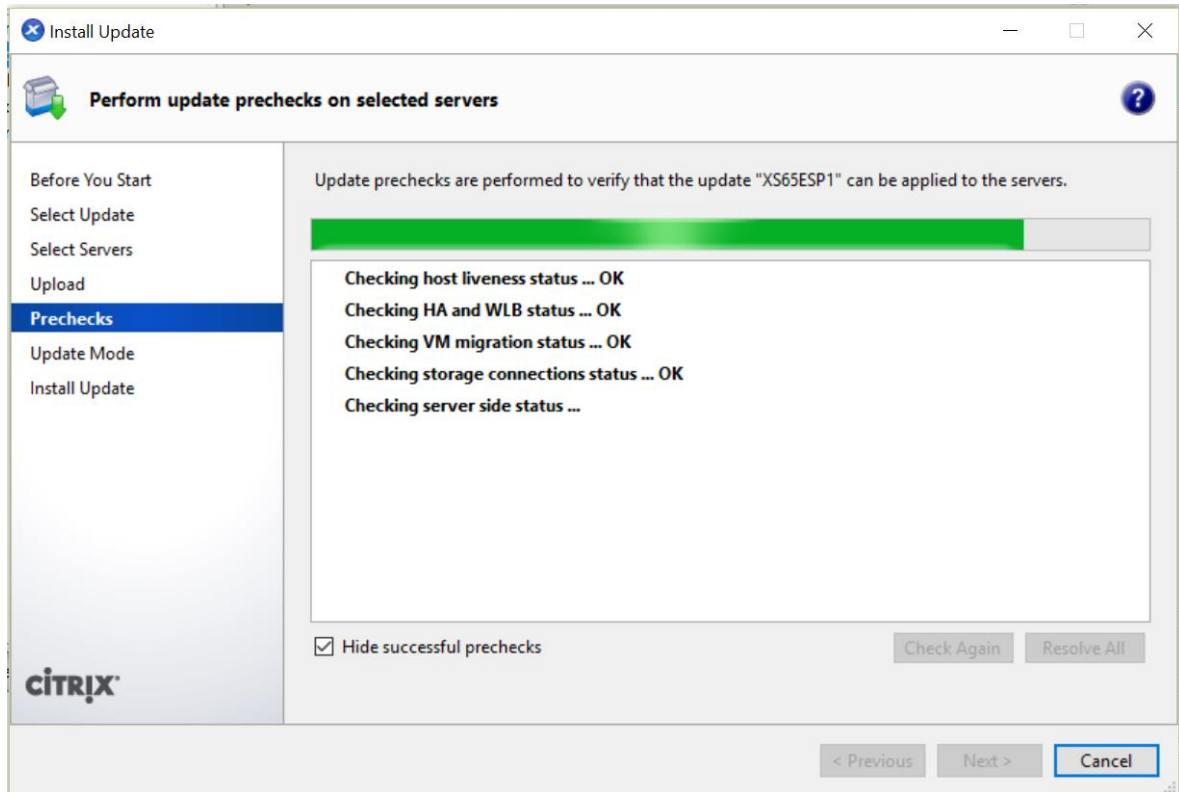 Install Update
Perform update prechecks on selected servers
?
Before You Start
Select Update
Select Servers
Upload
Prechecks
Update Mode
Install Update
Update prechecks are performed to verify that the update "XS65ESP1" can be applied to the servers.
Checking host liveness status ... OK
Checking HA and WLB status ... OK
Checking VM migration status ... OK
Checking storage connections status ... OK
Checking server side status ...
Hide successful prechecks
Check Again
Resolve All
CİTRIX
< Previous
Next >
Cancel